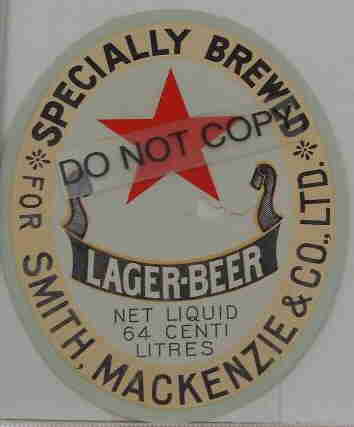 SPECIALLY BREWED
DO NOT COPY
LAGER-BEER
NET LIQUID
64 CENTI
LITRES
* FOR SMITH, MACKENZIE & CO., LTD. *